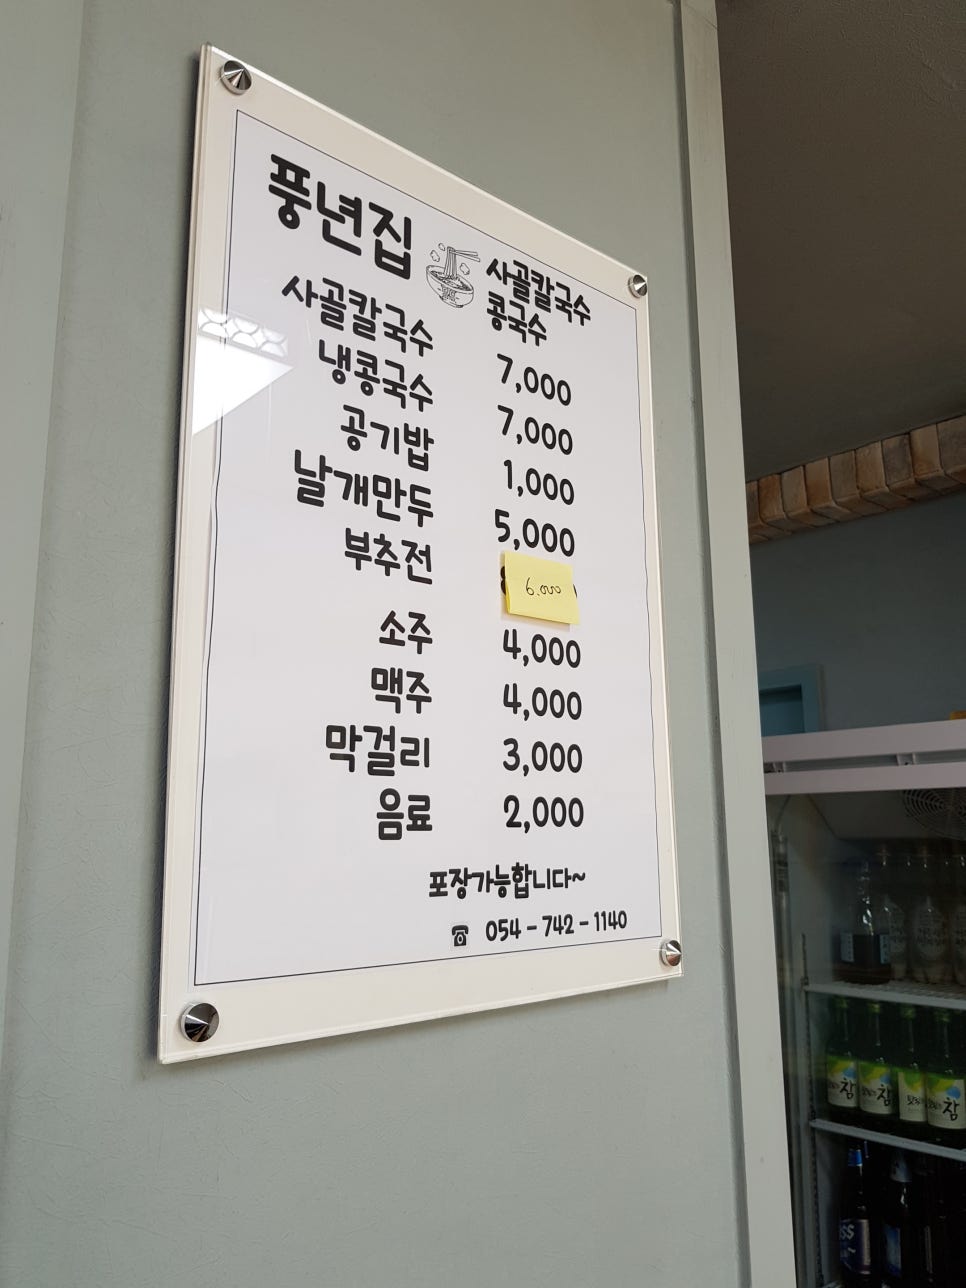 풍년집
사골칼국수
콩국수
사골칼국수 7,000
냉콩국수 7,000
공기밥 1,000
날개만두 5,000
부추전 6.000
소주 4,000
맥주 4,000
막걸리 3,000
음료 2,000
포장가능합니다~
☎ 054-742-1140
참
참
참